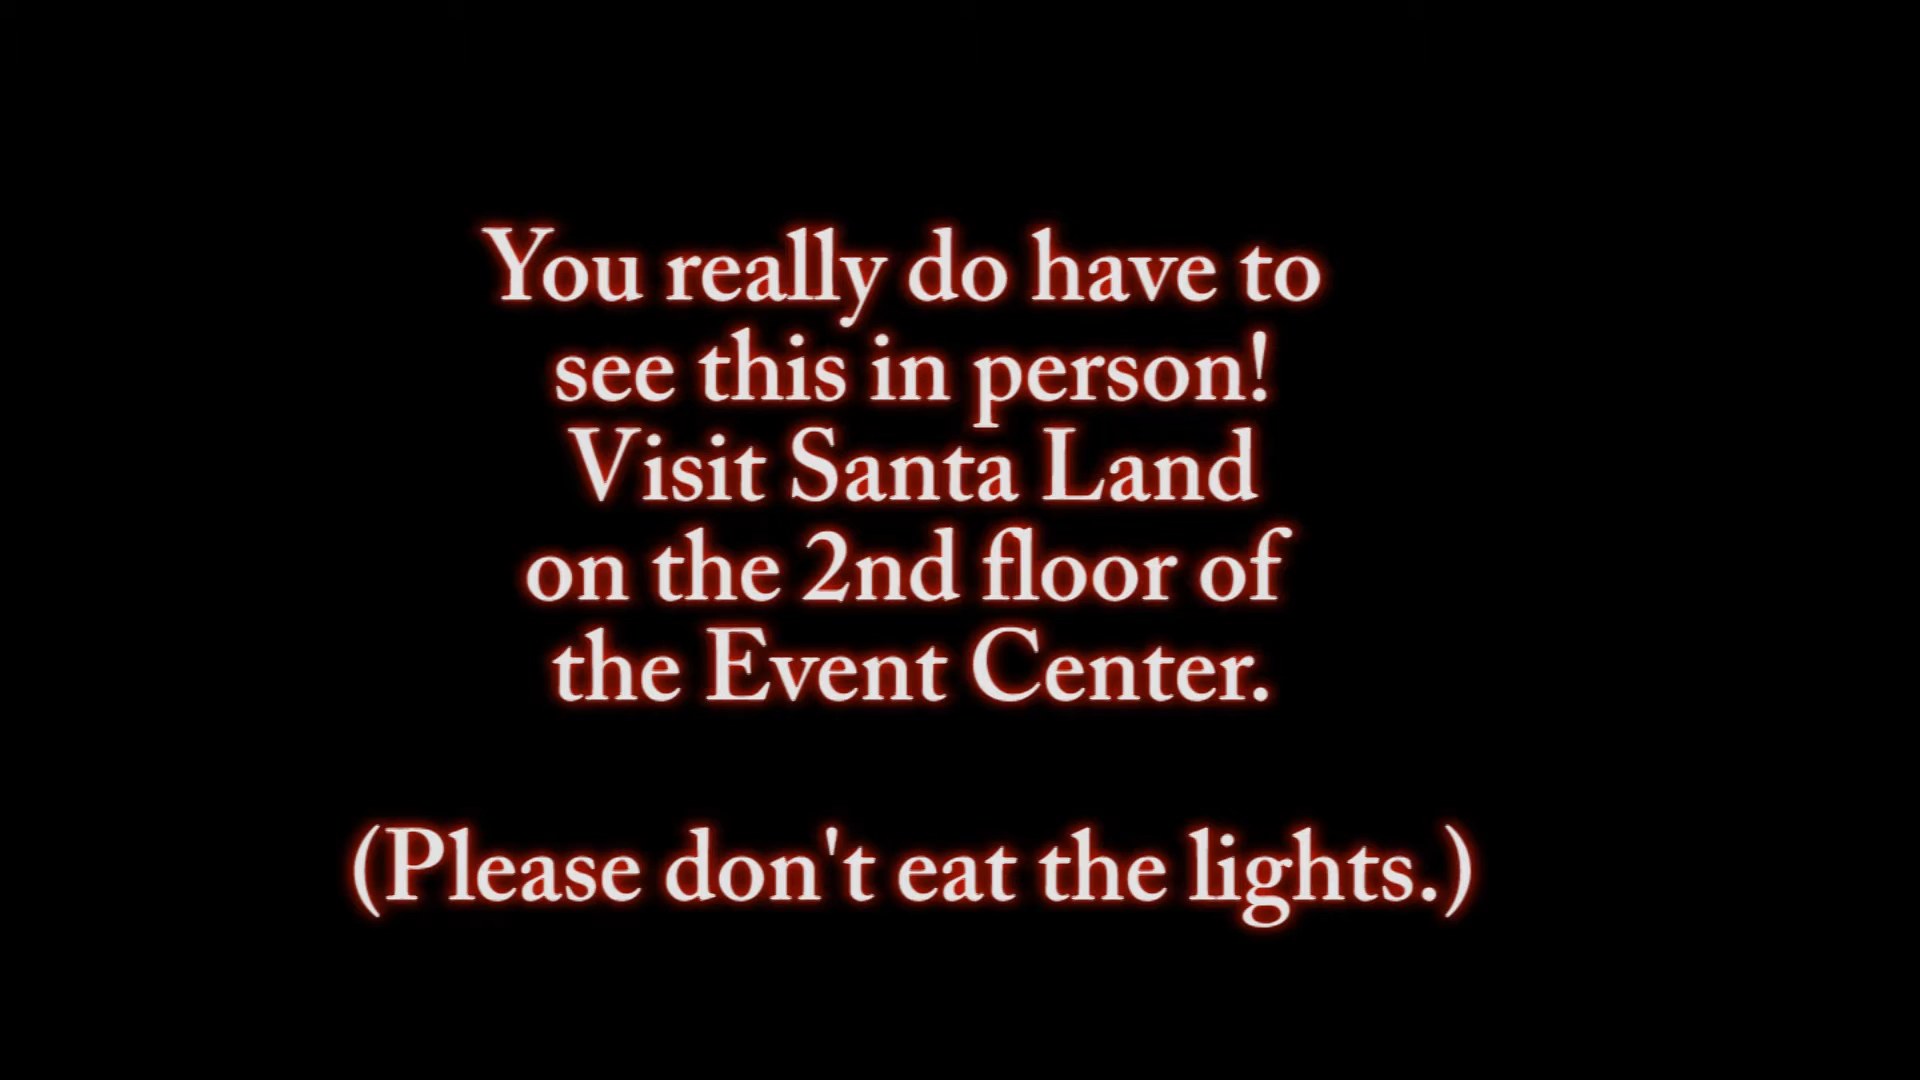 You really do have to
see this in person!
Visit Santa Land
on the 2nd floor of
the Event Center.
(Please don't eat the lights.)